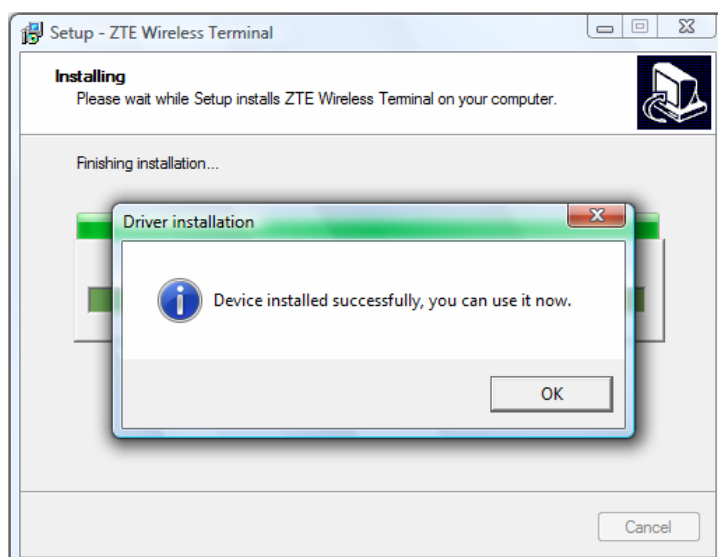 Setup - ZTE Wireless Terminal
Installing
Please wait while Setup installs ZTE Wireless Terminal on your computer.
Finishing installation...
Driver installation
Device installed successfully, you can use it now.
OK
Cancel